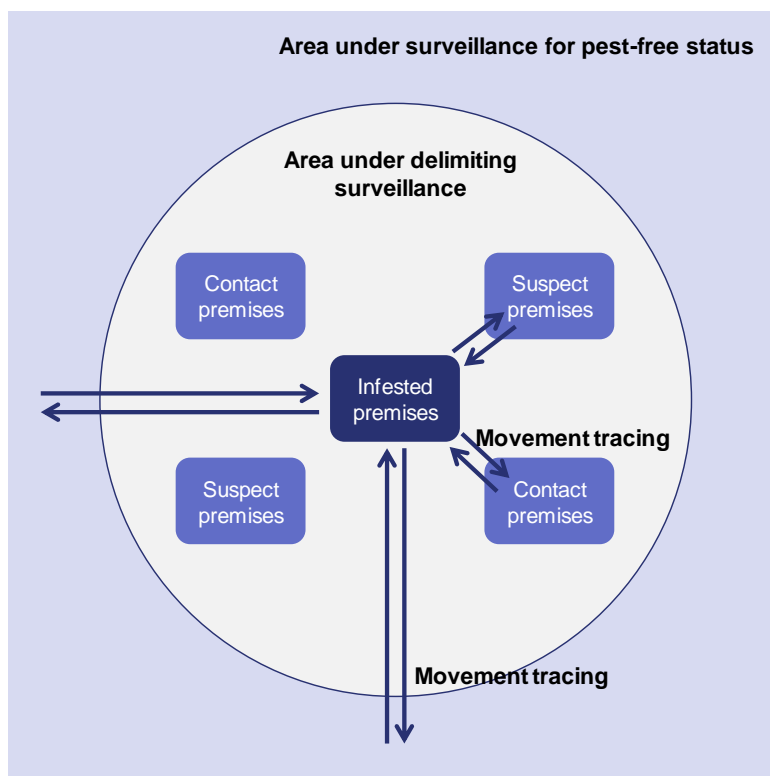 Area under surveillance for pest-free status
Area under delimiting
surveillance
Contact
premises
Suspect
premises
Infested
premises
Movement tracing
Suspect
premises
Contact
premises
Movement tracing